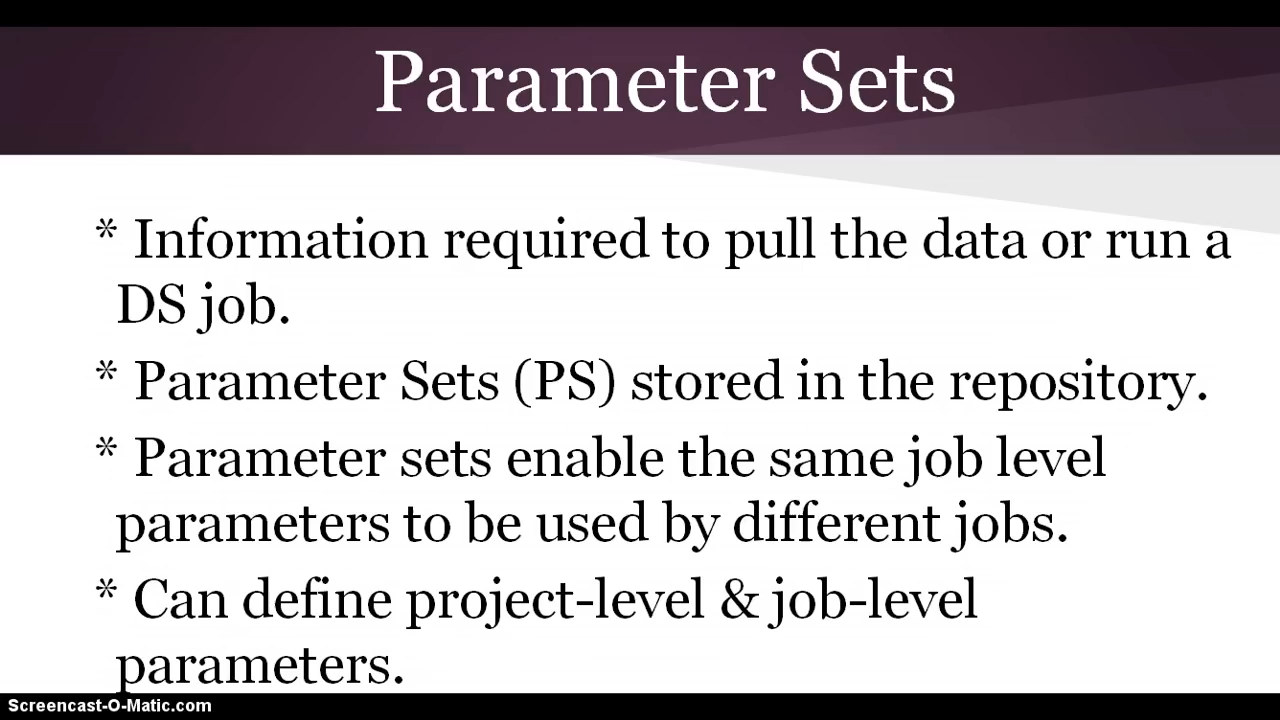 Parameter Sets
* Information required to pull the data or run a
DS job.
* Parameter Sets (PS) stored in the repository.
* Parameter sets enable the same job level
parameters to be used by different jobs.
* Can define project-level & job-level
parameters.
Screencast-O-Matic.com